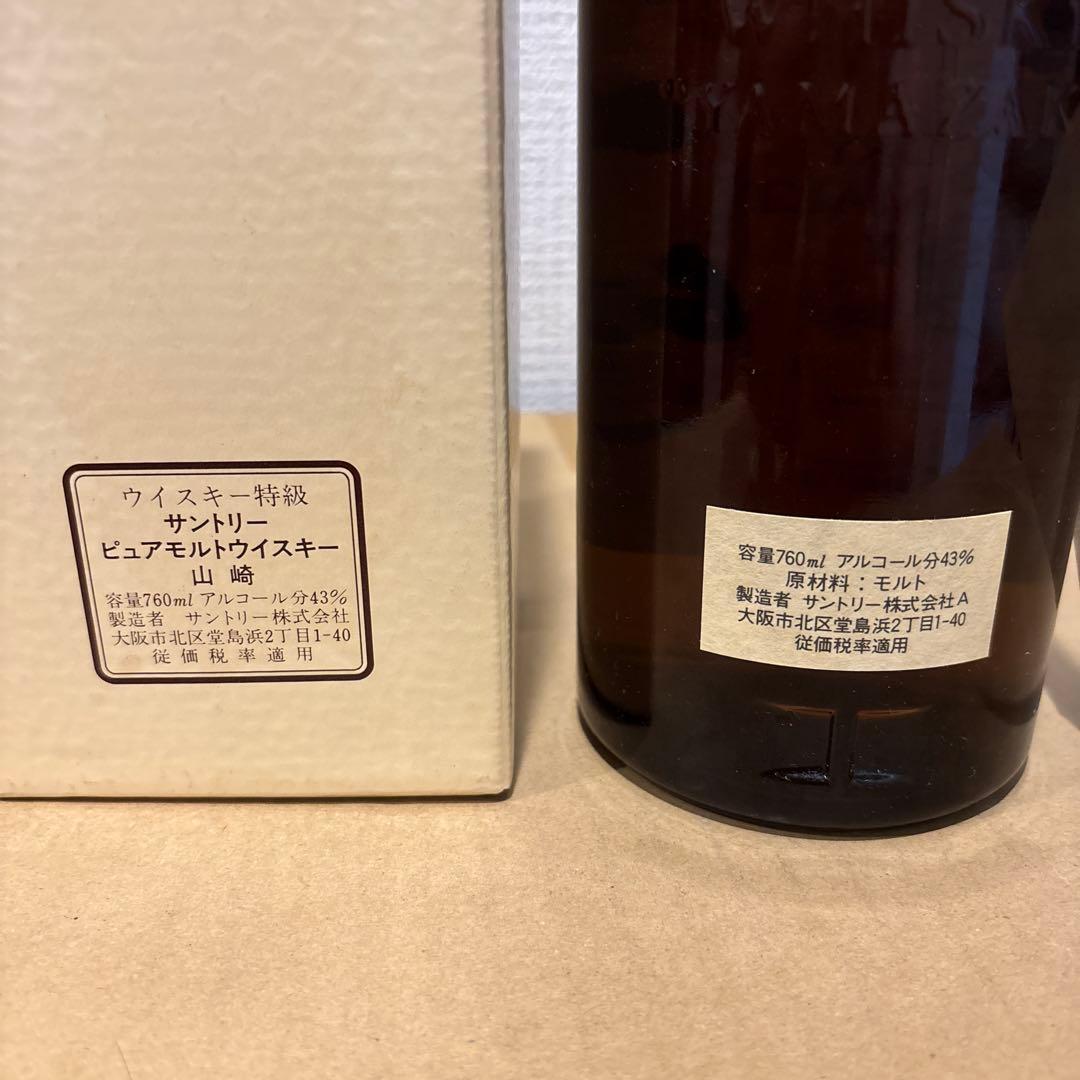 ウイスキー特級
サントリー
ピュアモルトウイスキー
山崎
容量760ml アルコール分43%
製造者 サントリー株式会社
大阪市北区堂島浜2丁目1-40
従価税率適用
容量760ml アルコール分43%
原材料：モルト
製造者 サントリー株式会社A
大阪市北区堂島浜2丁目1-40
従価税率適用